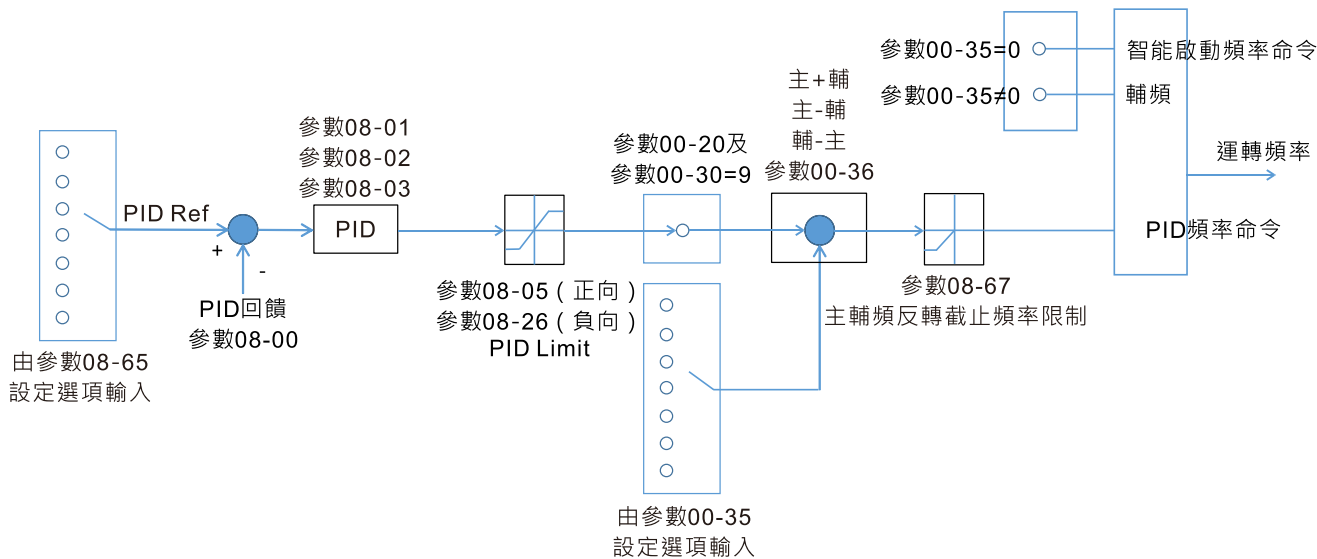 參數00-35=0
智能啟動頻率命令
參數00-35≠0
輔頻
主+輔
主-輔
輔-主
參數00-36
參數08-01
參數08-02
參數08-03
參數00-20及
參數00-30=9
運轉頻率
PID Ref
+
-
PID
PID頻率命令
PID回饋
參數08-00
參數08-05(正向)
參數08-26(負向)
PID Limit
參數08-67
主輔頻反轉截止頻率限制
由參數08-65
設定選項輸入
由參數00-35
設定選項輸入